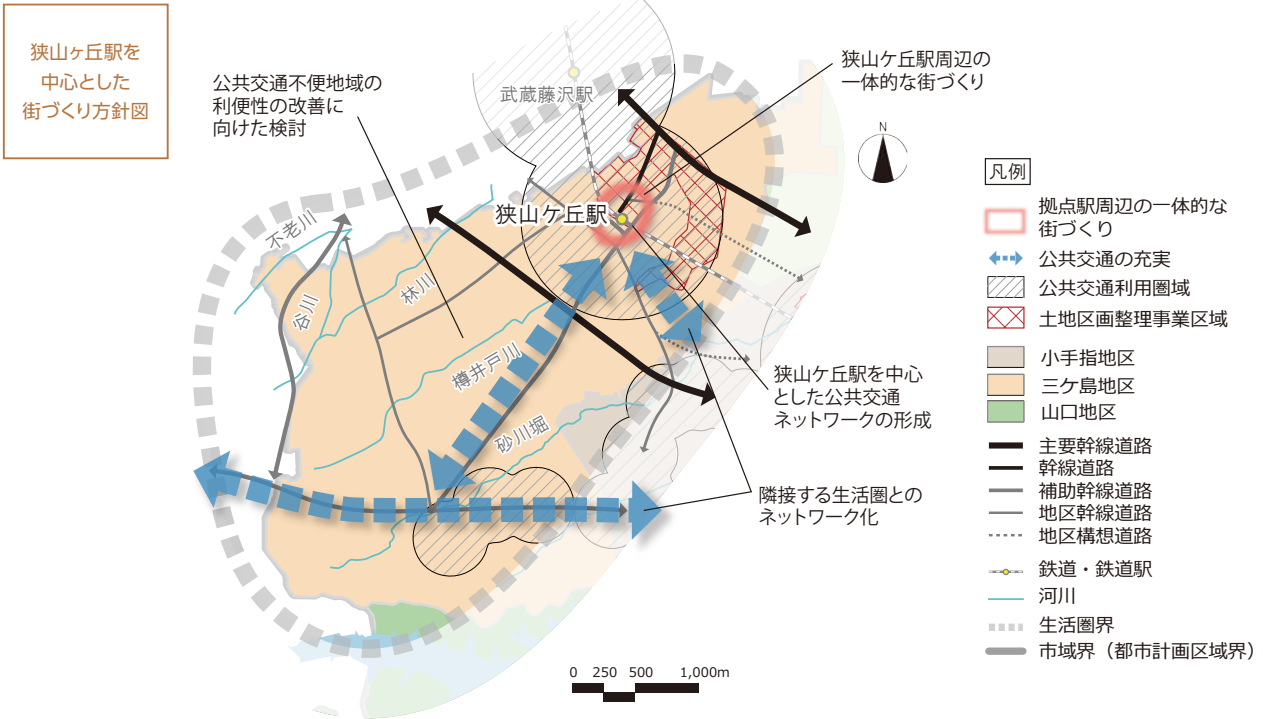 狭山ヶ丘駅を
中心とした
街づくり方針図
公共交通不便地域の
利便性の改善に
向けた検討
武蔵藤沢駅
狭山ケ丘駅周辺の
一体的な街づくり
N
狭山ケ丘駅
不老川
谷川
林川
樽井戸川
砂川堀
狭山ケ丘駅を中心
とした公共交通
ネットワークの形成
隣接する生活圏との
ネットワーク化
0 250 500 1,000m
凡例
拠点駅周辺の一体的な
街づくり
公共交通の充実
公共交通利用圏域
土地区画整理事業区域
小手指地区
三ケ島地区
山口地区
主要幹線道路
幹線道路
補助幹線道路
地区幹線道路
地区構想道路
鉄道・鉄道駅
河川
生活圏界
市域界（都市計画区域界）